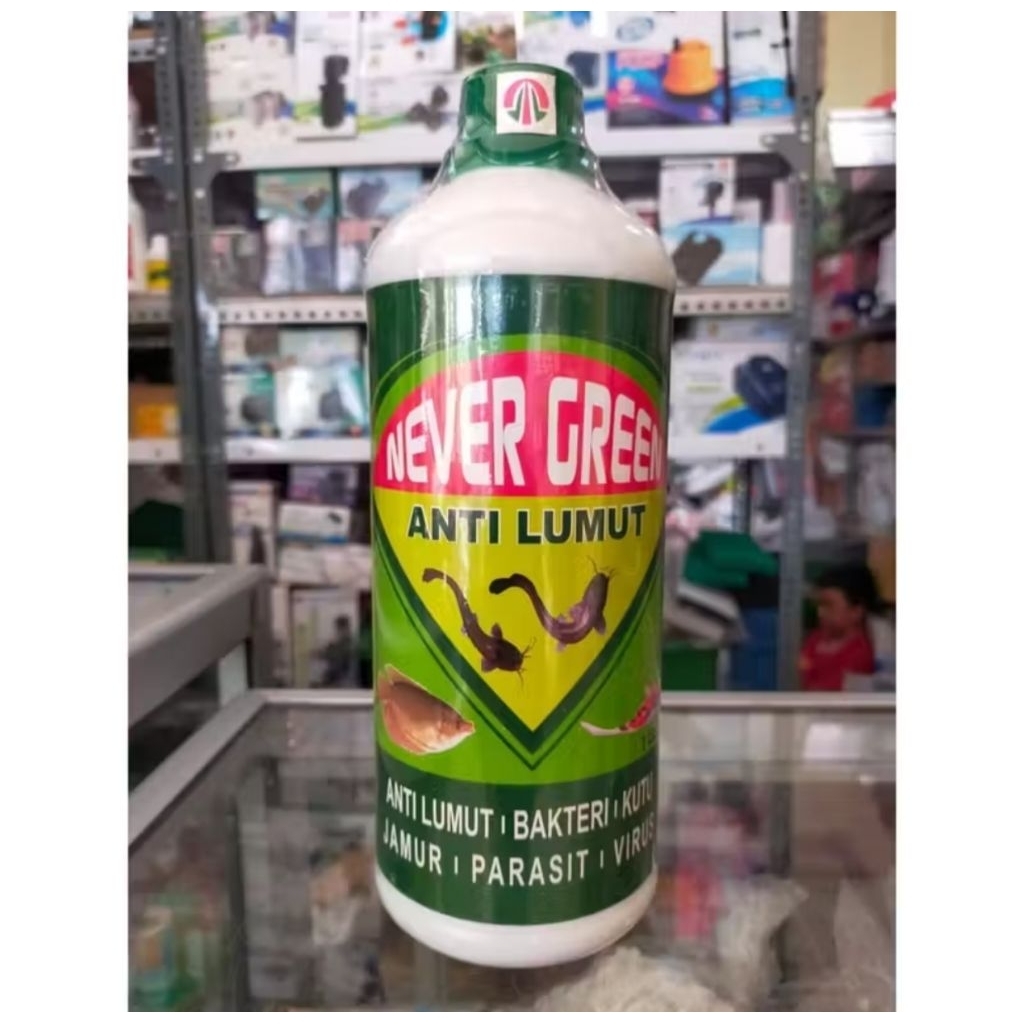 NEVER GREEN
ANTI LUMUT
ANTI LUMUT I BAKTERI I KUTU
JAMUR I PARASIT I VIRUS